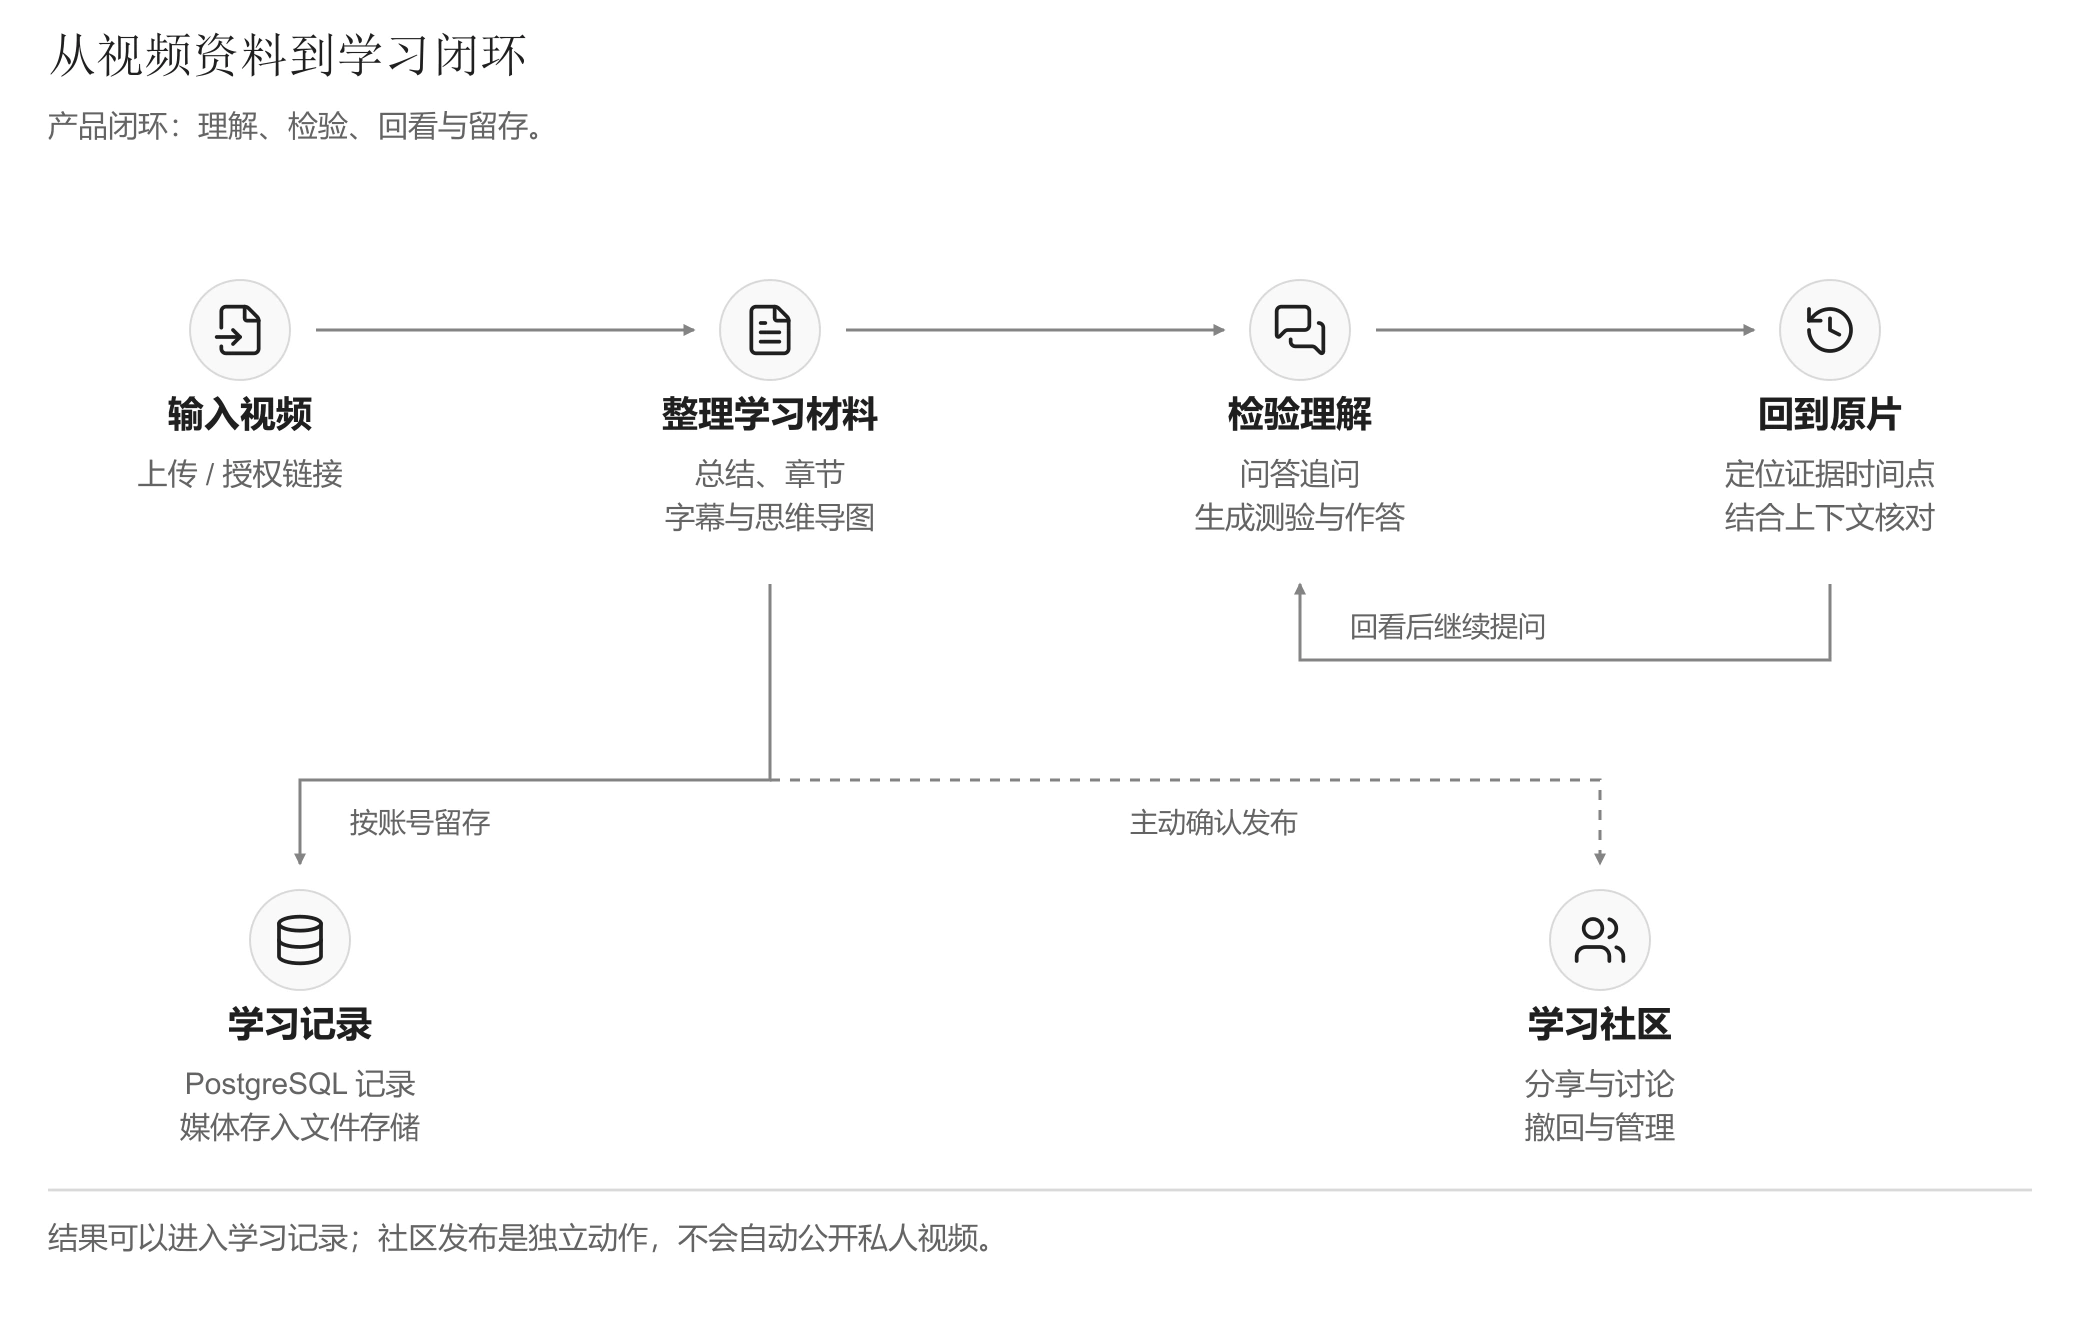 从视频资料到学习闭环
产品闭环：理解、检验、回看与留存。
输入视频
上传 / 授权链接
整理学习材料
总结、章节
字幕与思维导图
检验理解
问答追问
生成测验与作答
回到原片
定位证据时间点
结合上下文核对
回看后继续提问
按账号留存
主动确认发布
学习记录
PostgreSQL 记录
媒体存入文件存储
学习社区
分享与讨论
撤回与管理
结果可以进入学习记录；社区发布是独立动作，不会自动公开私人视频。